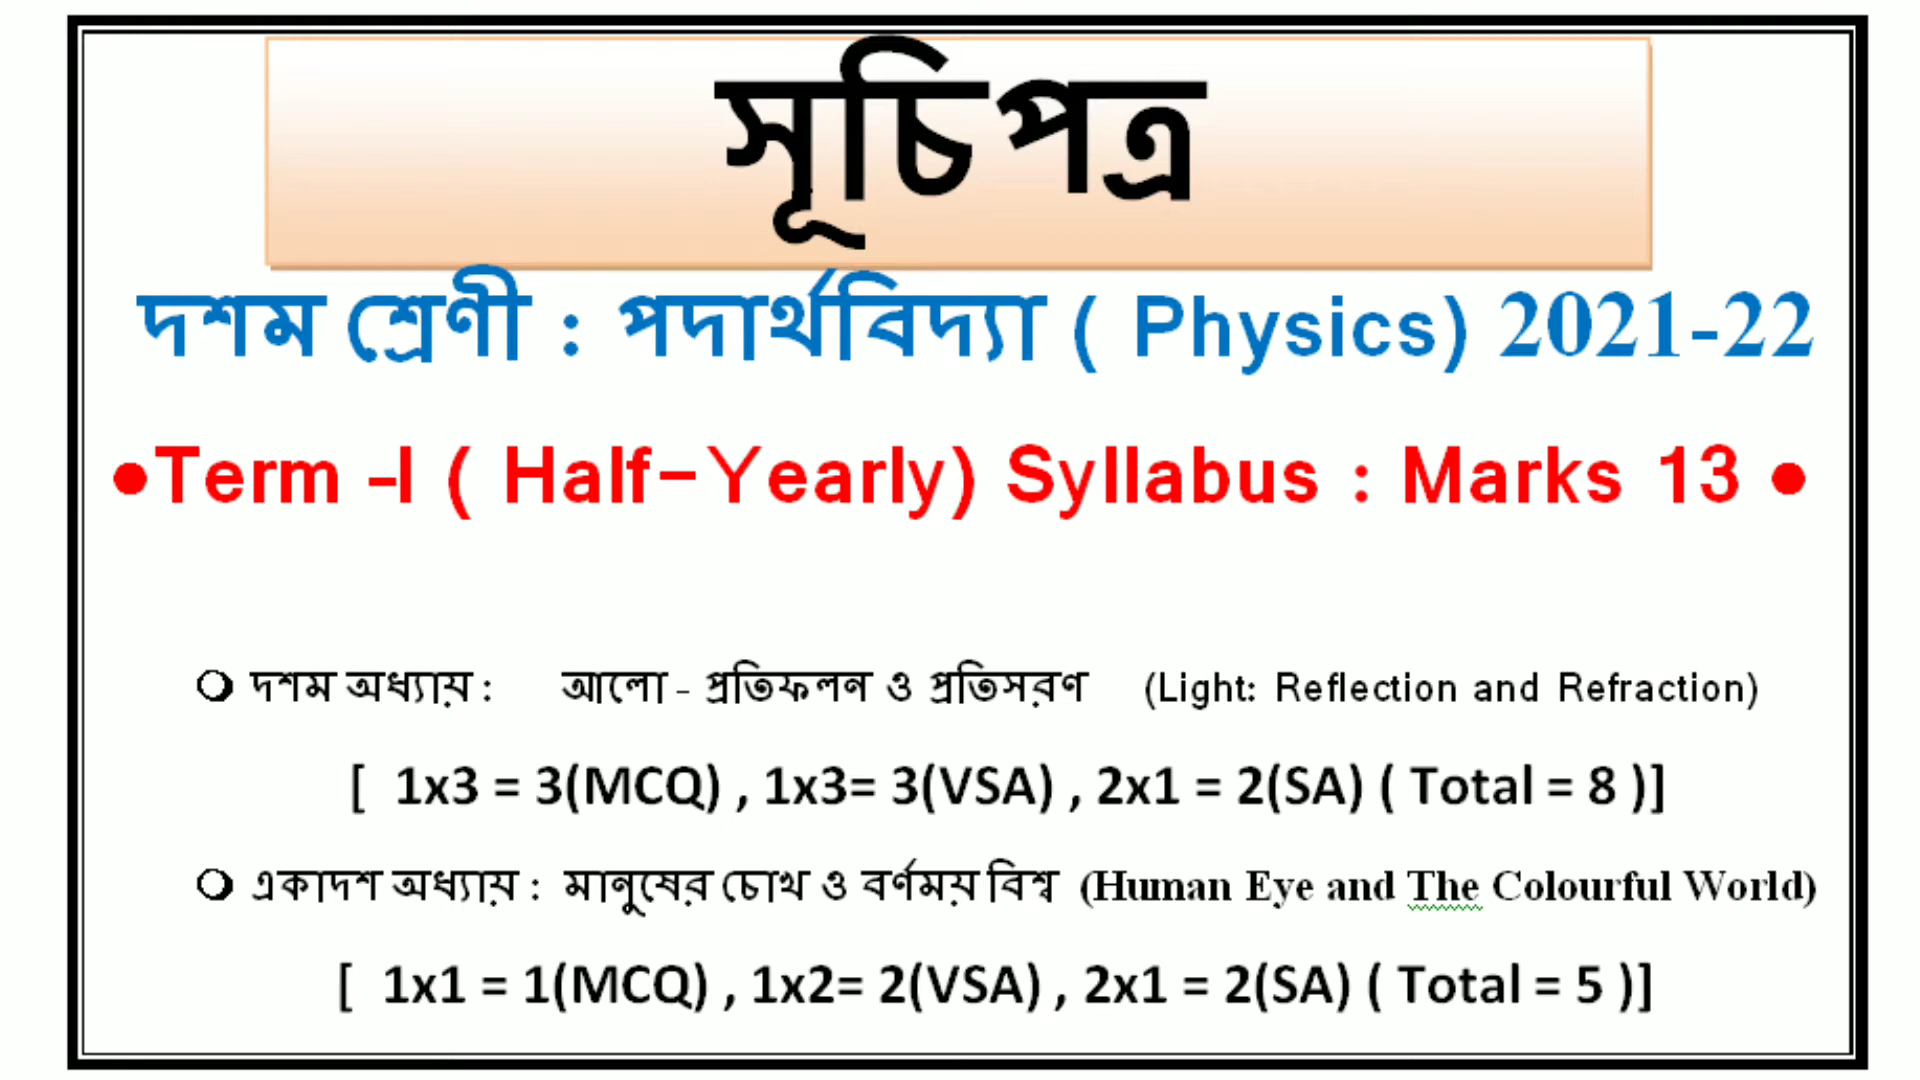 সূচিপত্র
দশম শ্রেণী : পদার্থবিদ্যা ( Physics) 2021-22
•Term -I ( Half-Yearly) Syllabus : Marks 13 •
❍ দশম অধ্যায় : আলো - প্রতিফলন ও প্রতিসরণ (Light: Reflection and Refraction)
[ 1x3 = 3(MCQ) , 1x3= 3(VSA) , 2x1 = 2(SA) ( Total = 8 )]
❍ একাদশ অধ্যায় : মানুষের চোখ ও বর্ণময় বিশ্ব (Human Eye and The Colourful World)
[ 1x1 = 1(MCQ) , 1x2= 2(VSA) , 2x1 = 2(SA) ( Total = 5 )]